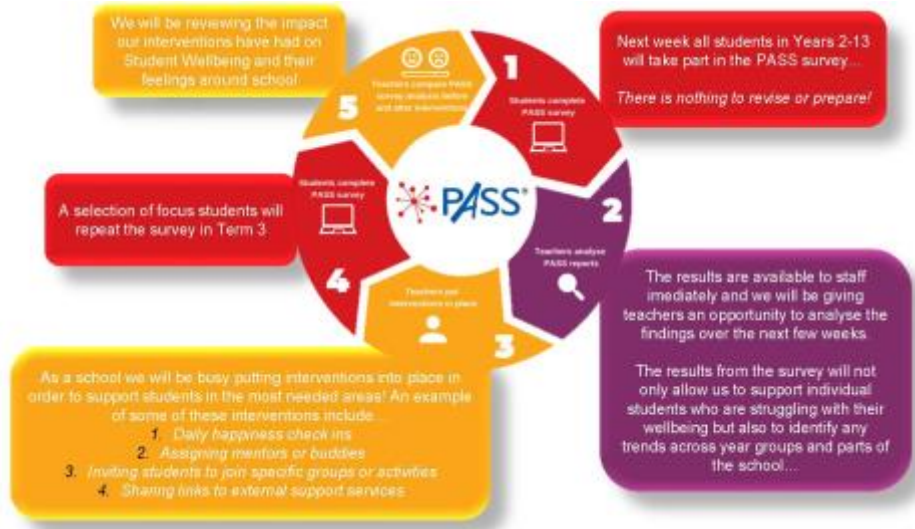 We will be reviewing the impact
our interventions have had on
Student Wellbeing and their
feelings around school
Next week all students in Years 2-13
will take part in the PASS survey...
There is nothing to revise or prepare!
1
Students complete
PASS survey
2
Teachers analyse
PASS reports
3
Teachers put
interventions in place
4
Students complete
PASS survey
5
Teachers compare PASS
survey analysis before
and after interventions
PASS®
A selection of focus students will
repeat the survey in Term 3
The results are available to staff
imediately and we will be giving
teachers an opportunity to analyse the
findings over the next few weeks.
The results from the survey will not
only allow us to support individual
students who are struggling with their
wellbeing but also to identify any
trends across year groups and parts of
the school...
As a school we will be busy putting interventions into place in
order to support students in the most needed areas! An example
of some of these interventions include...
1. Daily happiness check ins
2. Assigning mentors or buddies
3. Inviting students to join specific groups or activities
4. Sharing links to external support services